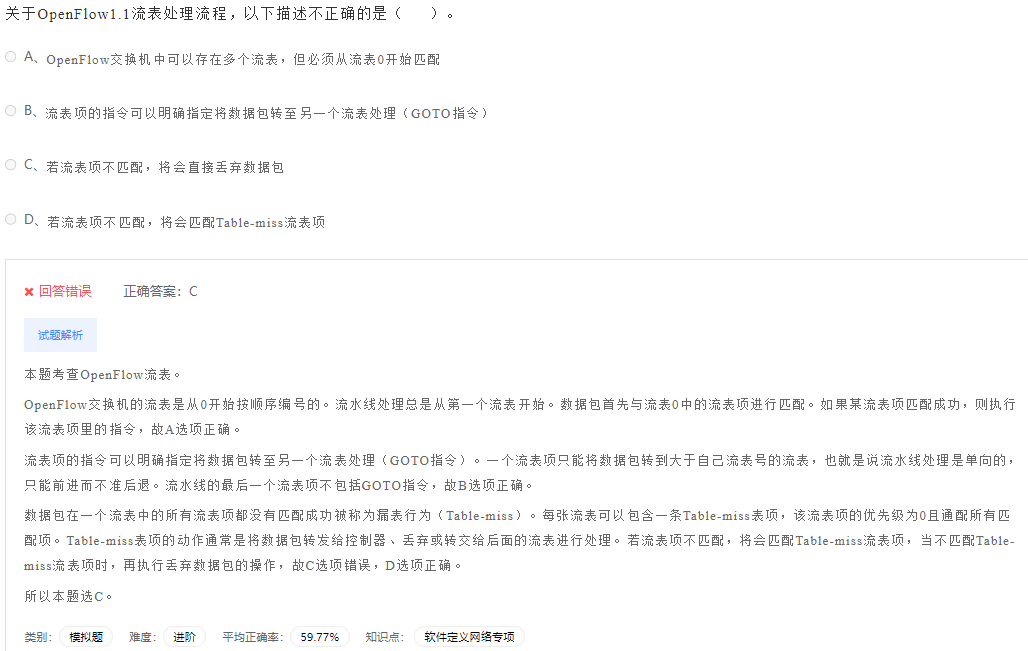 关于OpenFlow1.1流表处理流程，以下描述不正确的是（　　）。
A、OpenFlow交换机中可以存在多个流表，但必须从流表0开始匹配
B、流表项的指令可以明确指定将数据包转至另一个流表处理（GOTO指令）
C、若流表项不匹配，将会直接丢弃数据包
D、若流表项不匹配，将会匹配Table-miss流表项
✖ 回答错误 正确答案：C
试题解析
本题考查OpenFlow流表。
OpenFlow交换机的流表是从0开始按顺序编号的。流水线处理总是从第一个流表开始。数据包首先与流表0中的流表项进行匹配。如果某流表项匹配成功，则执行
该流表项里的指令，故A选项正确。
流表项的指令可以明确指定将数据包转至另一个流表处理（GOTO指令）。一个流表项只能将数据包转到大于自己流表号的流表，也就是说流水线处理是单向的，
只能前进而不准后退。流水线的最后一个流表项不包括GOTO指令，故B选项正确。
数据包在一个流表中的所有流表项都没有匹配成功被称为漏表行为（Table-miss）。每张流表可以包含一条Table-miss表项，该流表项的优先级为0且通配所有匹
配项。Table-miss表项的动作通常是将数据包转发给控制器、丢弃或转交给后面的流表进行处理。若流表项不匹配，将会匹配Table-miss流表项，当不匹配Table-
miss流表项时，再执行丢弃数据包的操作，故C选项错误，D选项正确。
所以本题选C。
类别： 模拟题 难度： 进阶 平均正确率： 59.77% 知识点： 软件定义网络专项